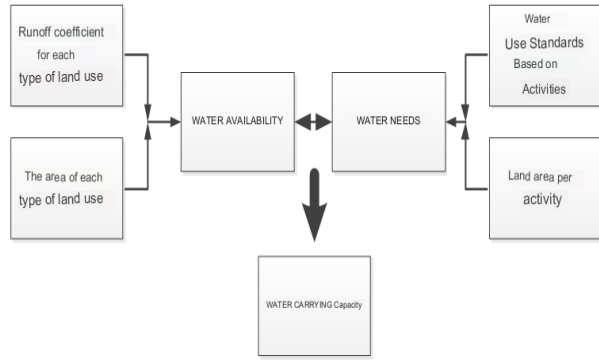 Runoff coefficient
for each
type of land use
The area of each
type of land use
WATER AVAILABILITY
WATER NEEDS
Water
Use Standards
Based on
Activities
Land area per
activity
WATER CARRYING Capacity